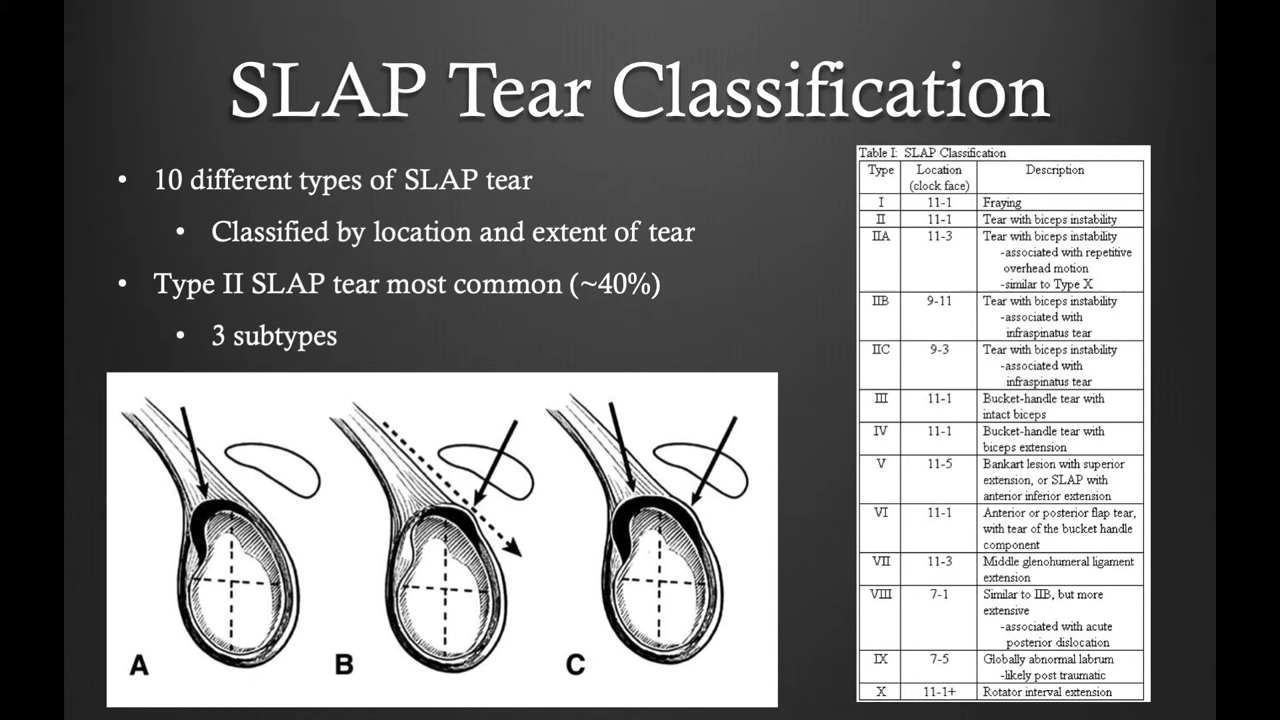 SLAP Tear Classification
• 10 different types of SLAP tear
• Classified by location and extent of tear
• Type II SLAP tear most common (~40%)
• 3 subtypes
A B C
Table I: SLAP Classification
Type Location (clock face) Description
I 11-1 Fraying
II 11-1 Tear with biceps instability
IIA 11-3 Tear with biceps instability
-associated with repetitive
overhead motion
-similar to Type X
IIB 9-11 Tear with biceps instability
-associated with
infraspinatus tear
IIC 9-3 Tear with biceps instability
-associated with
infraspinatus tear
III 11-1 Bucket-handle tear with
intact biceps
IV 11-1 Bucket-handle tear with
biceps extension
V 11-5 Bankart lesion with superior
extension, or SLAP with
anterior inferior extension
VI 11-1 Anterior or posterior flap tear,
with tear of the bucket handle
component
VII 11-3 Middle glenohumeral ligament
extension
VIII 7-1 Similar to IIB, but more
extensive
-associated with acute
posterior dislocation
IX 7-5 Globally abnormal labrum
-likely post traumatic
X 11-1+ Rotator interval extension